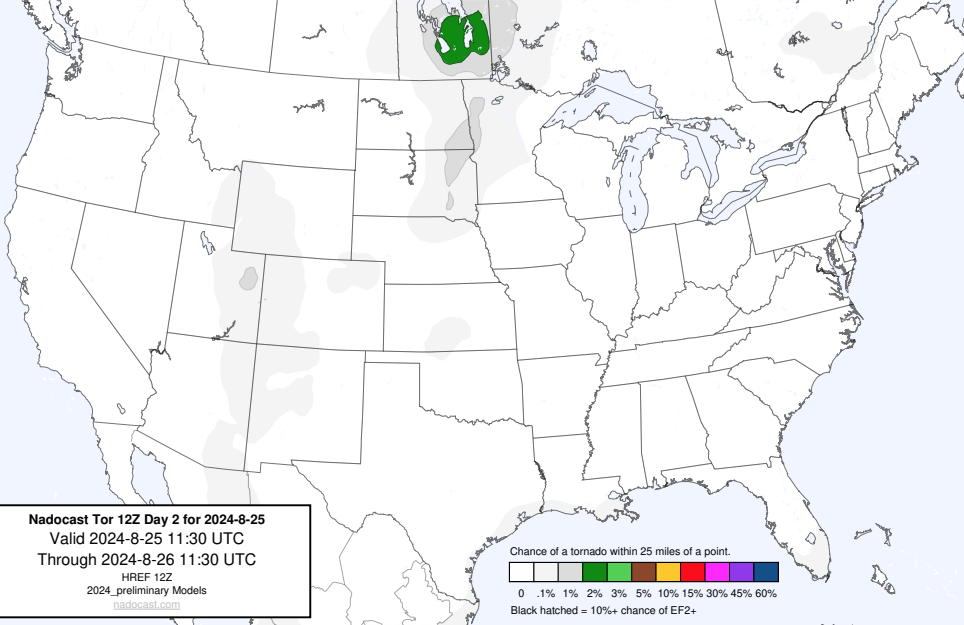 Nadocast Tor 12Z Day 2 for 2024-8-25
Valid 2024-8-25 11:30 UTC
Through 2024-8-26 11:30 UTC
HREF 12Z
2024_preliminary Models
nadocast.com
Chance of a tornado within 25 miles of a point.
0 .1% 1% 2% 3% 5% 10% 15% 30% 45% 60%
Black hatched = 10%+ chance of EF2+